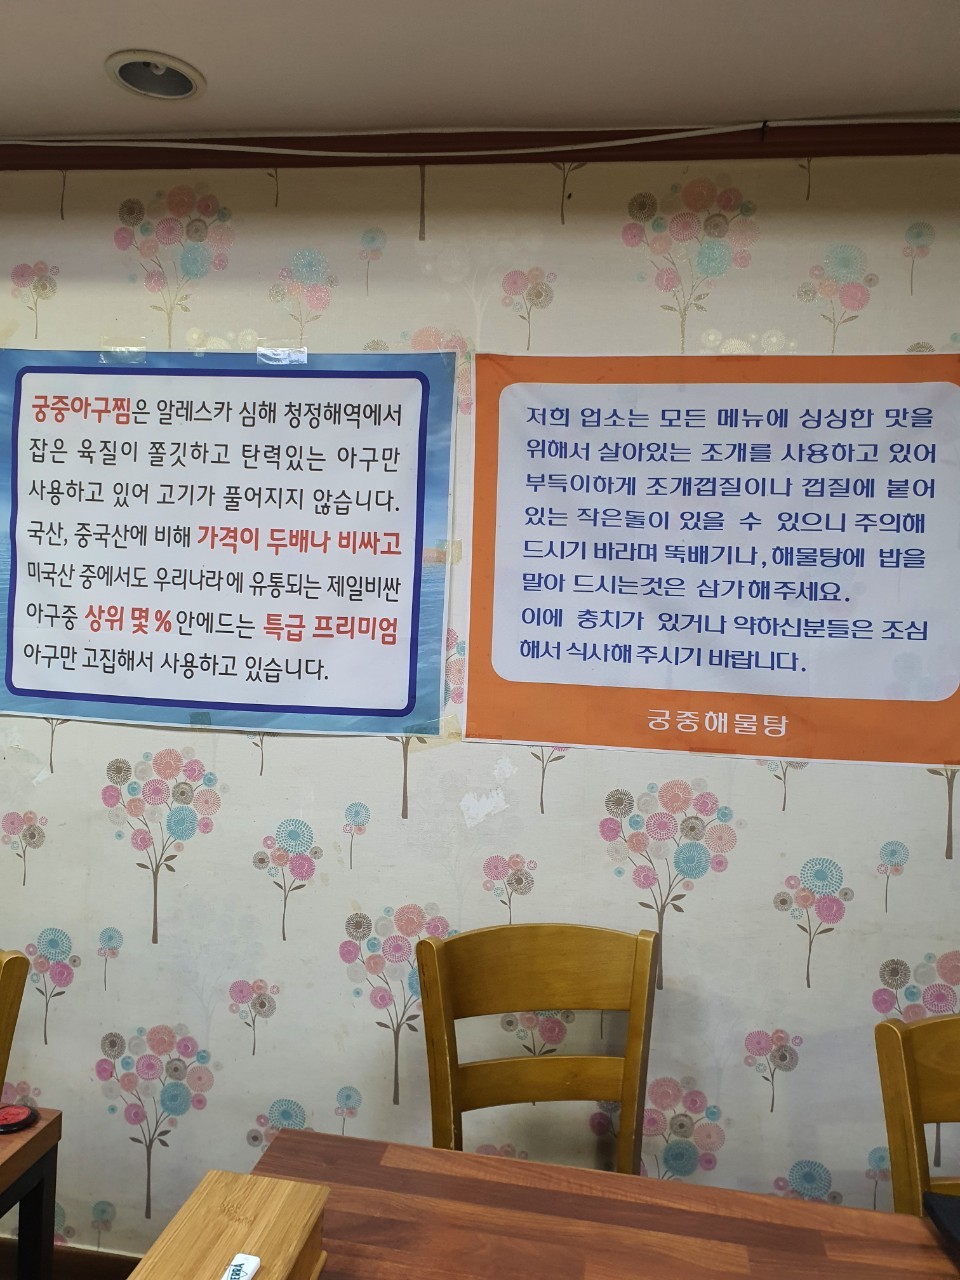 궁중아구찜은 알레스카 심해 청정해역에서
잡은 육질이 쫄깃하고 탄력있는 아구만
사용하고 있어 고기가 풀어지지 않습니다.
국산, 중국산에 비해 가격이 두배나 비싸고
미국산 중에서도 우리나라에 유통되는 제일비싼
아구중 상위 몇 % 안에드는 특급 프리미엄
아구만 고집해서 사용하고 있습니다.
저희 업소는 모든 메뉴에 싱싱한 맛을
위해서 살아있는 조개를 사용하고 있어
부득이하게 조개껍질이나 껍질에 붙어
있는 작은돌이 있을 수 있으니 주의해
드시기 바라며 뚝배기나, 해물탕에 밥을
말아 드시는것은 삼가해주세요.
이에 충치가 있거나 약하신분들은 조심
해서 식사해주시기 바랍니다.
궁중해물탕
TERRA